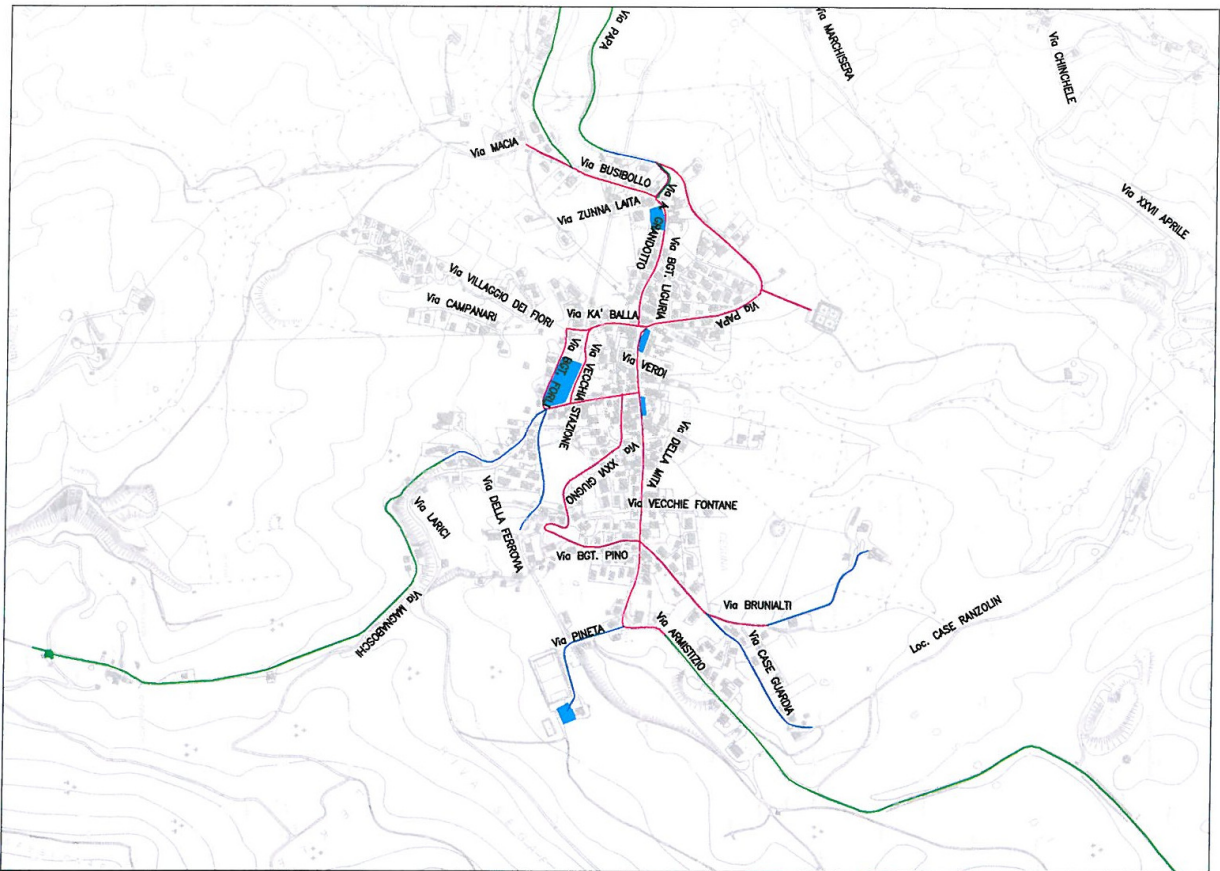 Via PAPA
Via MARCHISERA
Via CHINCHELE
Via MACIA
Via BUSIBOLLO
Via XXVII APRILE
Via ZUNNA LAITA
GRANDOTTO
Via BGT. LIGURIA
Via VILLAGGIO DEI FIORI
Via CAMPANARI
Via KA' BALLA
Via PAPA
Via BGT. FORLI
Via VECCHIA STAZIONE
Via VERDI
Via DELLA MITA
Via XXVI GIUGNO
Via LARICI
Via DELLA FERROVIA
Via VECCHIE FONTANE
Via BGT. PINO
Via MAGNABOSCHI
Via BRUNIALTI
Via PINETA
Via ARMISTIZIO
Via CASE GUARDIA
Loc. CASE RANZOLIN